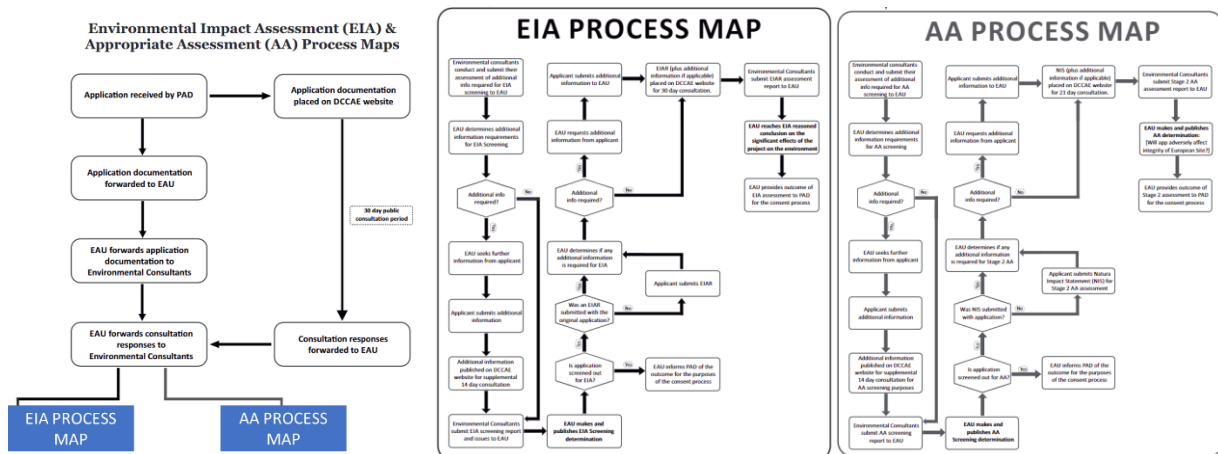 Environmental Impact Assessment (EIA) &
Appropriate Assessment (AA) Process Maps
Application received by PAD
Application documentation
placed on DCCAE website
Application documentation
forwarded to EAU
30 day public
consultation period
EAU forwards application
documentation to
Environmental Consultants
EAU forwards consultation
responses to
Environmental Consultants
Consultation responses
forwarded to EAU
EIA PROCESS
MAP
AA PROCESS
MAP
EIA PROCESS MAP
Environmental consultants
conduct and submit their
assessment of additional
info required for EIA
screening to EAU
EAU determines additional
information requirements
for EIA Screening
Additional info
required?
No
Yes
EAU seeks further
information from applicant
Applicant submits additional
information
Additional information
published on DCCAE
website for supplemental
14 day consultation
Environmental Consultants
submit EIA screening report
and issues to EAU
EAU makes and
publishes EIA Screening
determination
Is application
screened out
for EIA?
Yes
EAU informs PAD of the
outcome for the purposes
of the consent process
Yes
Was an EIAR
submitted with the
original application?
No
Applicant submits EIAR
Yes
EAU determines if any
additional information
is required for EIA
Additional
info required?
No
Yes
EAU requests additional
information from applicant
Applicant submits additional
information to EAU
EIAR (plus additional
information if applicable)
placed on DCCAE website
for 30 day consultation.
Environmental Consultants
submit EIAR assessment
report to EAU
EAU reaches EIA reasoned
conclusion on the
significant effects of the
project on the environment
EAU provides outcome of
EIA assessment to PAD
for the consent process
AA PROCESS MAP
Environmental consultants
conduct and submit their
assessment of additional
info required for AA
screening to EAU
EAU determines additional
information requirements
for AA screening
Additional info
required?
No
Yes
EAU seeks further
information from applicant
Applicant submits
additional information
Additional information
published on DCCAE
website for supplemental
14 day consultation for
AA screening purposes
Environmental Consultants
submit AA screening
report to EAU
EAU makes and
publishes AA
Screening determination
Is application
screened out for AA?
Yes
EAU informs PAD of the
outcome for the purposes of
the consent process
No
Was NIS submitted
with application?
No
Applicant submits Natura
Impact Statement (NIS) for
Stage 2 AA assessment
Yes
EAU determines if any
additional information
is required for Stage 2 AA
Additional
info required?
No
Yes
EAU requests additional
information from applicant
Applicant submits additional
information to EAU
NIS (plus additional
information if applicable)
placed on DCCAE website
for 21 day consultation.
Environmental Consultants
submit Stage 2 AA
assessment report to EAU
EAU makes and publishes
AA determination:
[Will app adversely affect
integrity of European Site?]
EAU provides outcome of
Stage 2 assessment to PAD
for the consent process